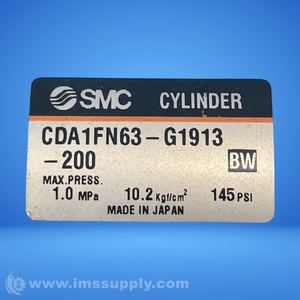 SMC CYLINDER
CDA1FN63-G1913
-200 BW
MAX.PRESS.
1.0 MPa 10.2 Kgf/cm² 145 PSI
MADE IN JAPAN
www.imssupply.com